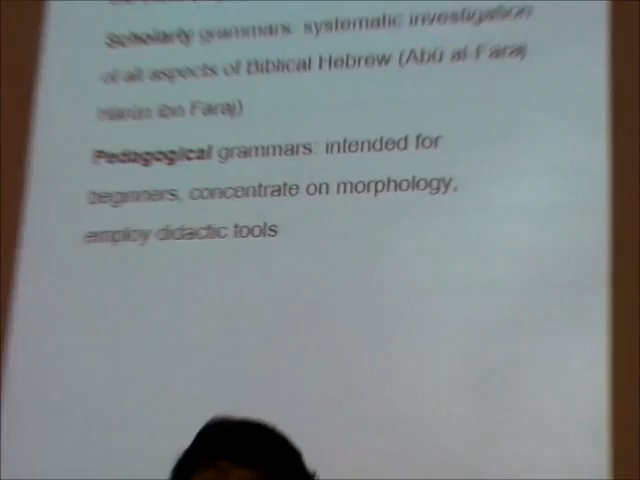 Scholarly grammars: systematic investigation
of all aspects of Biblical Hebrew (Abū al-Faraj
Hārūn ibn Faraj)
Pedagogical grammars: intended for
beginners, concentrate on morphology,
employ didactic tools